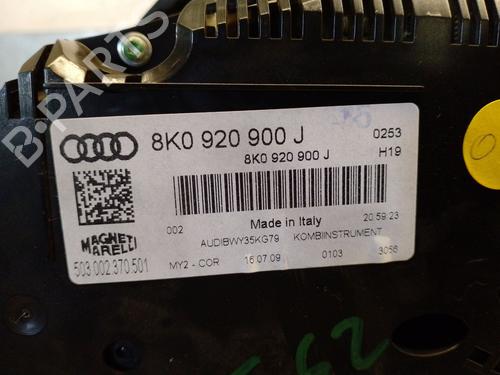 B-PARTS
8K0 920 900 J 0253
8K0 920 900 J H19
002 Made in Italy 20:59:23
AUDIBWY35KG79 KOMBIINSTRUMENT
MAGNETI
MARELLI
503.002.370.501
MY2 - COR 16.07.09 0103 3056
O